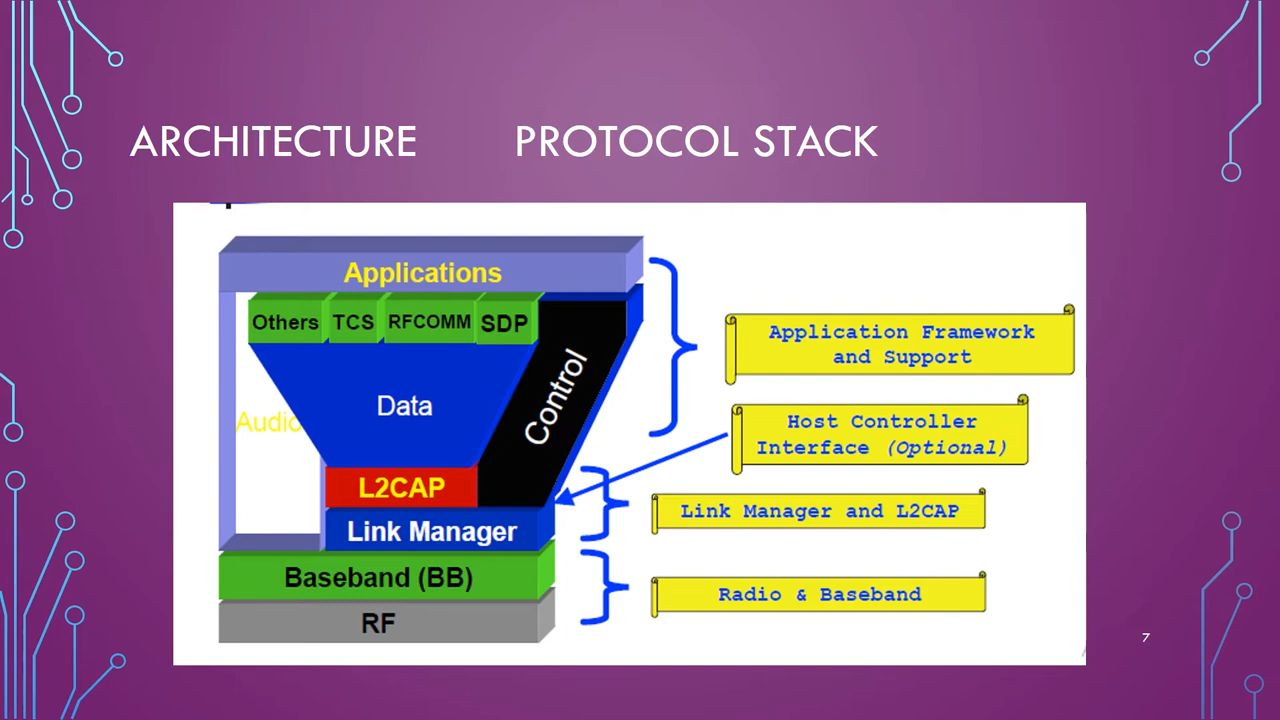 ARCHITECTURE PROTOCOL STACK
Applications
Others TCS RFCOMM SDP
Data
Control
Audio
L2CAP
Link Manager
Baseband (BB)
RF
Application Framework
and Support
Host Controller
Interface (Optional)
Link Manager and L2CAP
Radio & Baseband
7